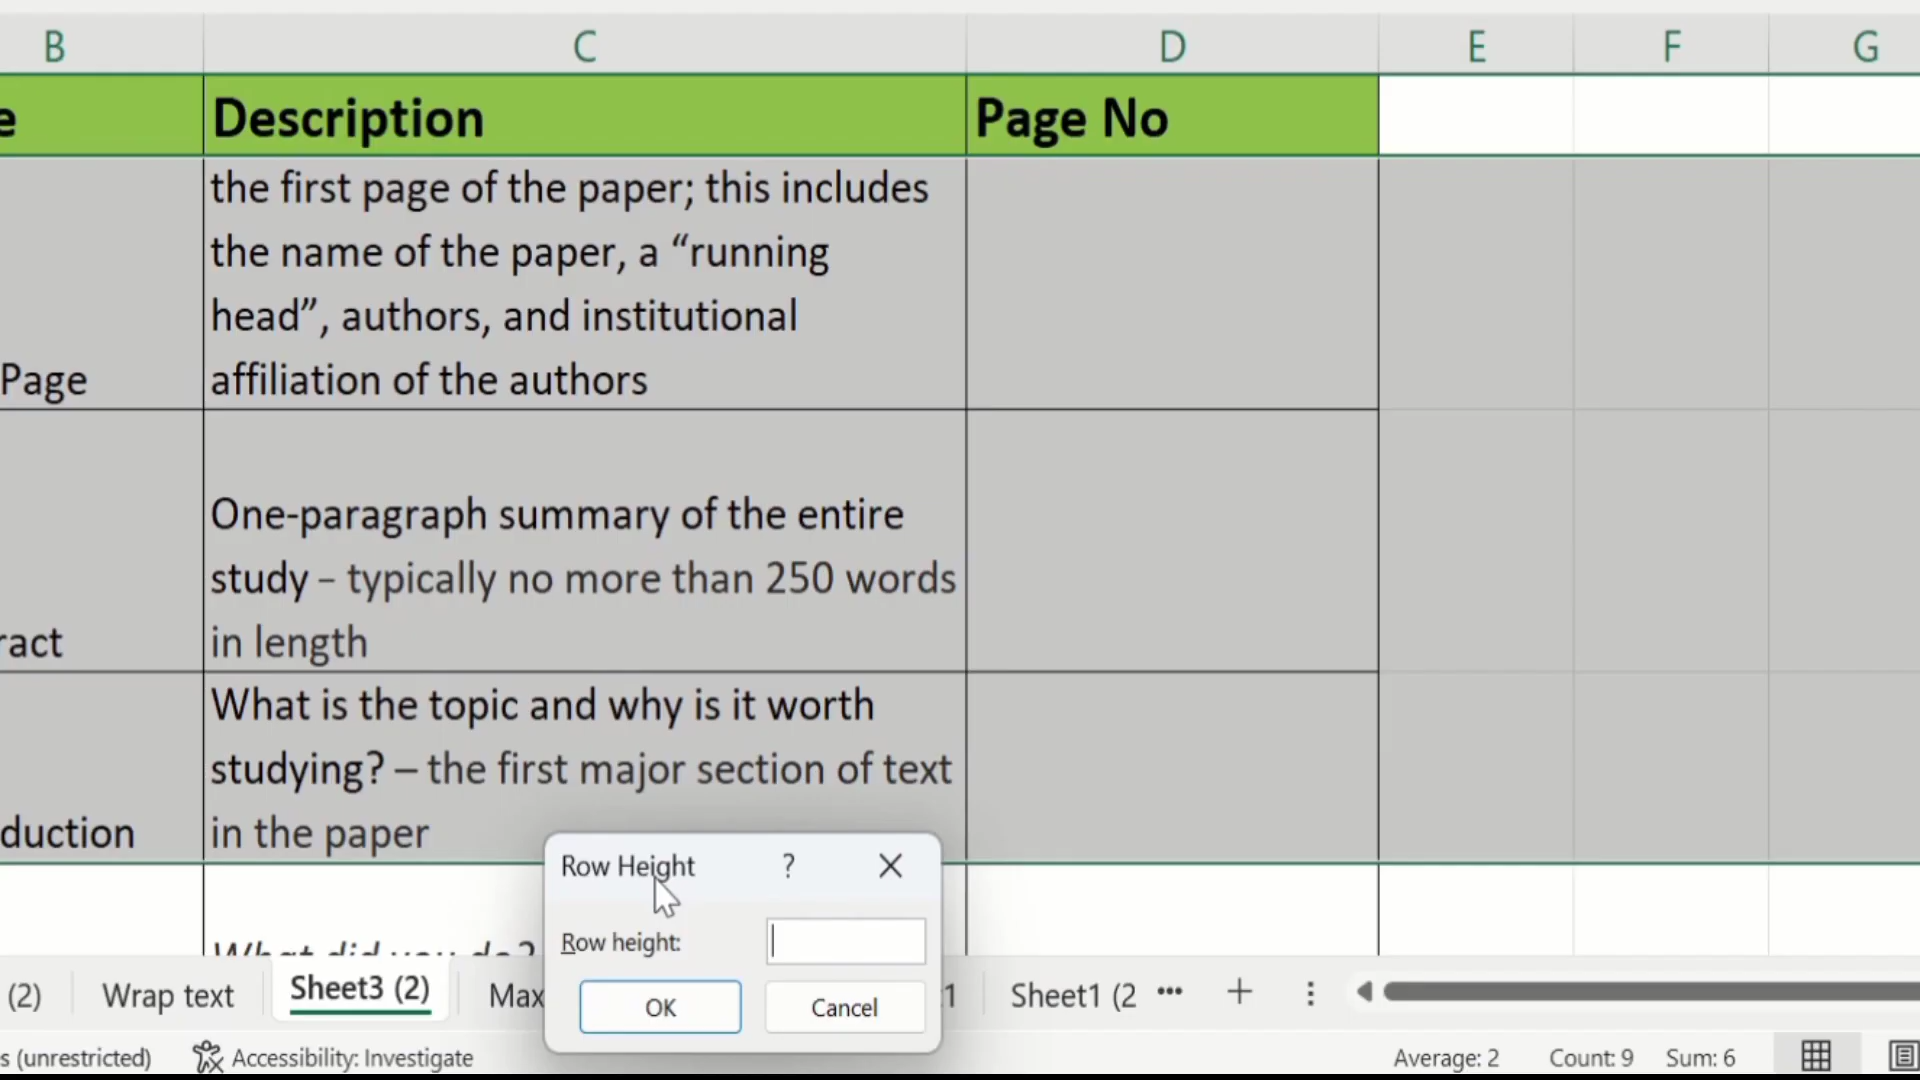 B C D E F G
e Description Page No
the first page of the paper; this includes
the name of the paper, a “running
head”, authors, and institutional
Page affiliation of the authors
One-paragraph summary of the entire
study – typically no more than 250 words
ract in length
What is the topic and why is it worth
studying? – the first major section of text
duction in the paper
What did you do?
Row Height ? 
Row height:
OK Cancel
(2) Wrap text Sheet3 (2) Max 1 Sheet1 (2 ••• +
s (unrestricted) Accessibility: Investigate Average: 2 Count: 9 Sum: 6